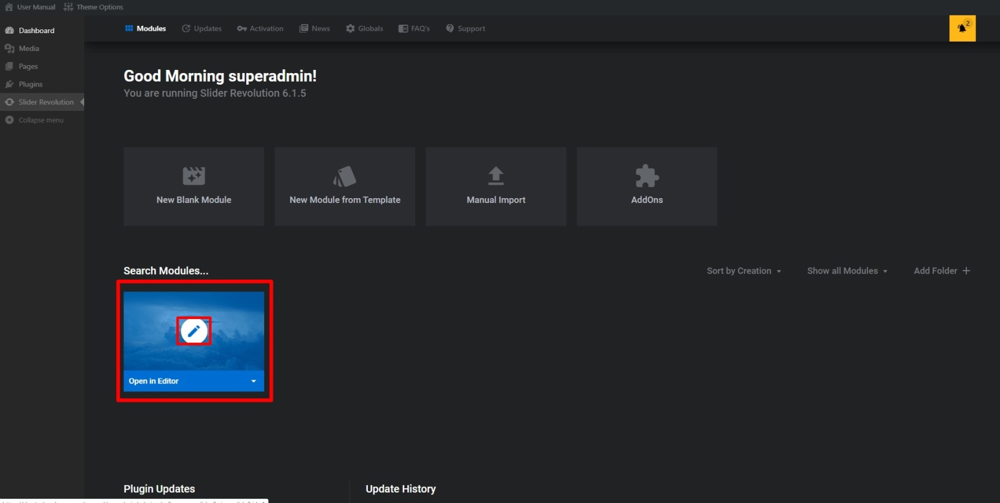 User Manual Theme Options
Dashboard
Media
Pages
Plugins
Slider Revolution
Collapse menu
Modules Updates Activation News Globals FAQ's Support
2
Good Morning superadmin!
You are running Slider Revolution 6.1.5
New Blank Module
New Module from Template
Manual Import
AddOns
Search Modules...
Sort by Creation
Show all Modules
Add Folder
Open in Editor
Plugin Updates
Update History